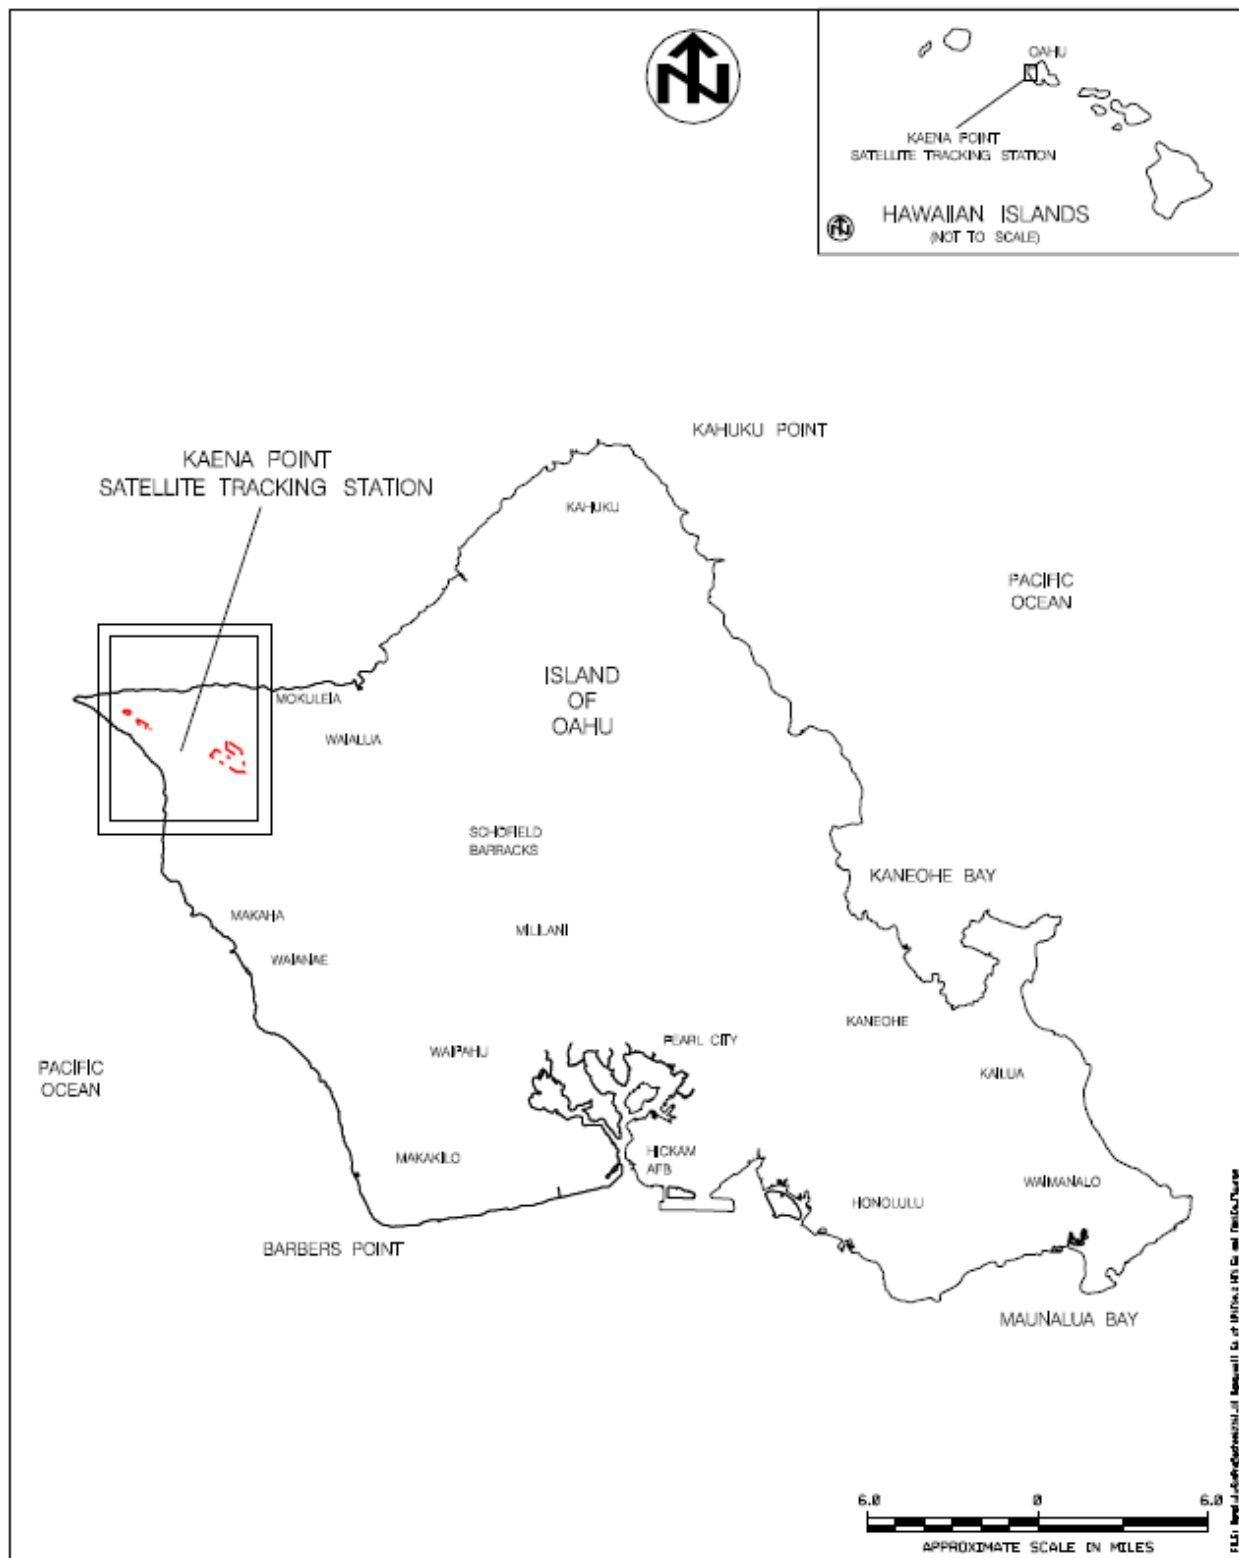 N
OAHU
KAENA POINT
SATELLITE TRACKING STATION
N
HAWAIIAN ISLANDS
(NOT TO SCALE)
KAHUKU POINT
KAENA POINT
SATELLITE TRACKING STATION
KAHUKU
PACIFIC
OCEAN
ISLAND
OF
OAHU
MOKULEIA
WAIALUA
SCHOFIELD
BARRACKS
KANEOHE BAY
MAKAHA
MILILANI
WAIANAE
KANEOHE
PEARL CITY
WAIPAHU
PACIFIC
OCEAN
KAILUA
HICKAM
AFB
MAKAKILO
WAIMANALO
HONOLULU
BARBERS POINT
MAUNALUA BAY
6.0 0 6.0
APPROXIMATE SCALE IN MILES